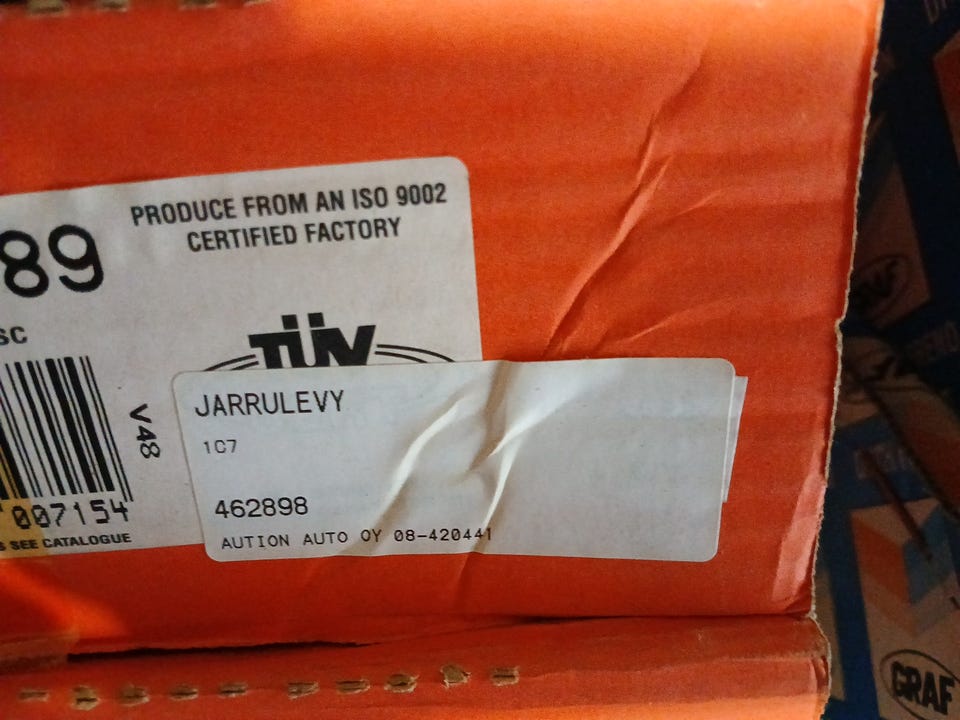 PRODUCE FROM AN ISO 9002
CERTIFIED FACTORY
89
SC
TÜV
V48
007154
SEE CATALOGUE
JARRULEVY
1C7
462898
AUTION AUTO OY 08-420441
GRAF